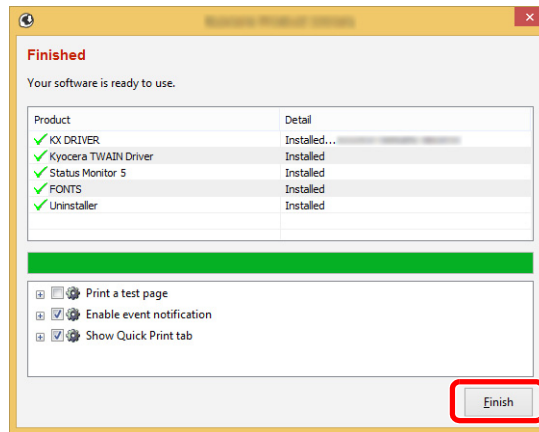 Finished
Your software is ready to use.
Product Detail
KX DRIVER Installed...
Kyocera TWAIN Driver Installed
Status Monitor 5 Installed
FONTS Installed
Uninstaller Installed
Print a test page
Enable event notification
Show Quick Print tab
Finish